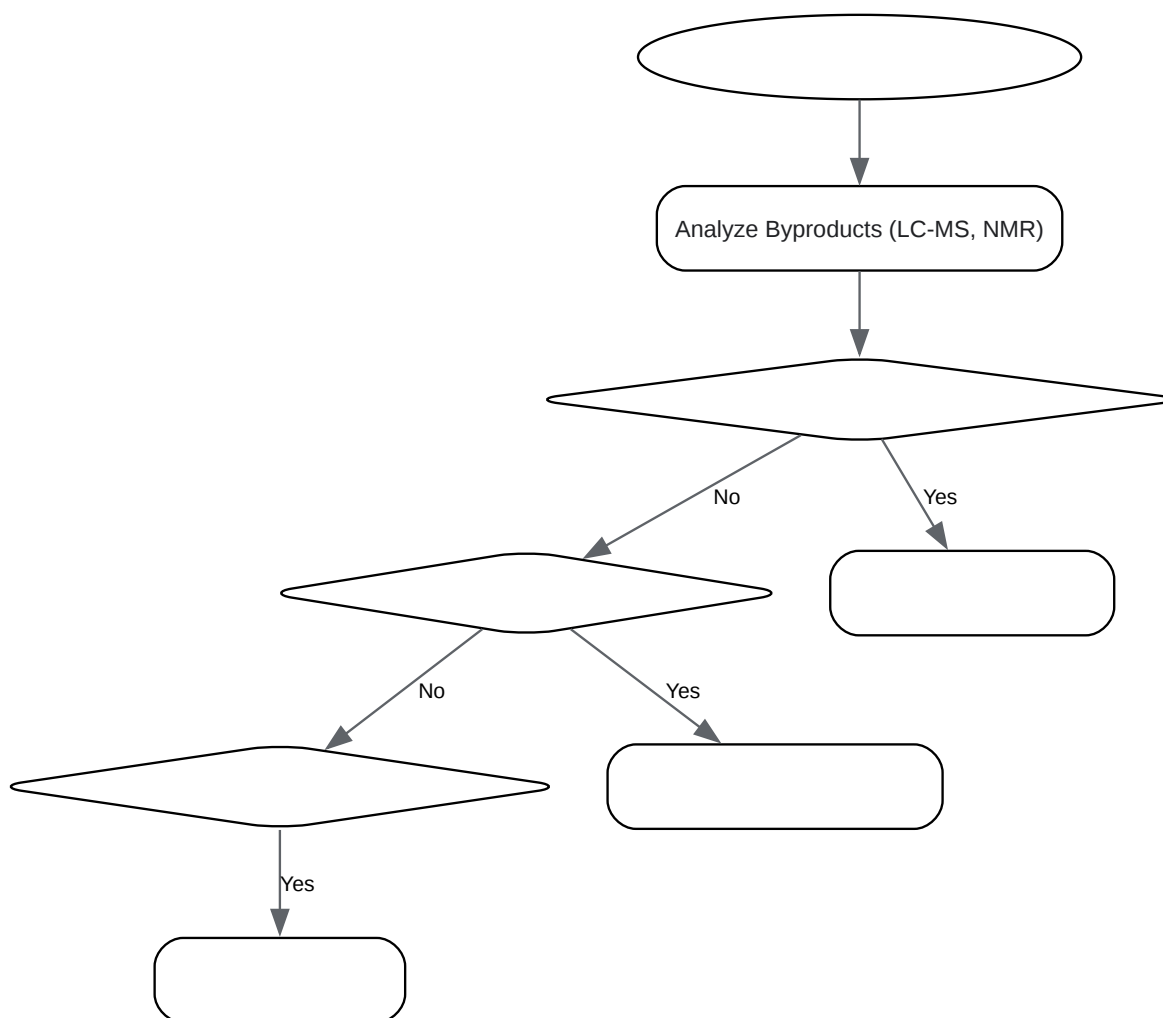 Analyze Byproducts (LC-MS, NMR)
No
Yes
No
Yes
Yes